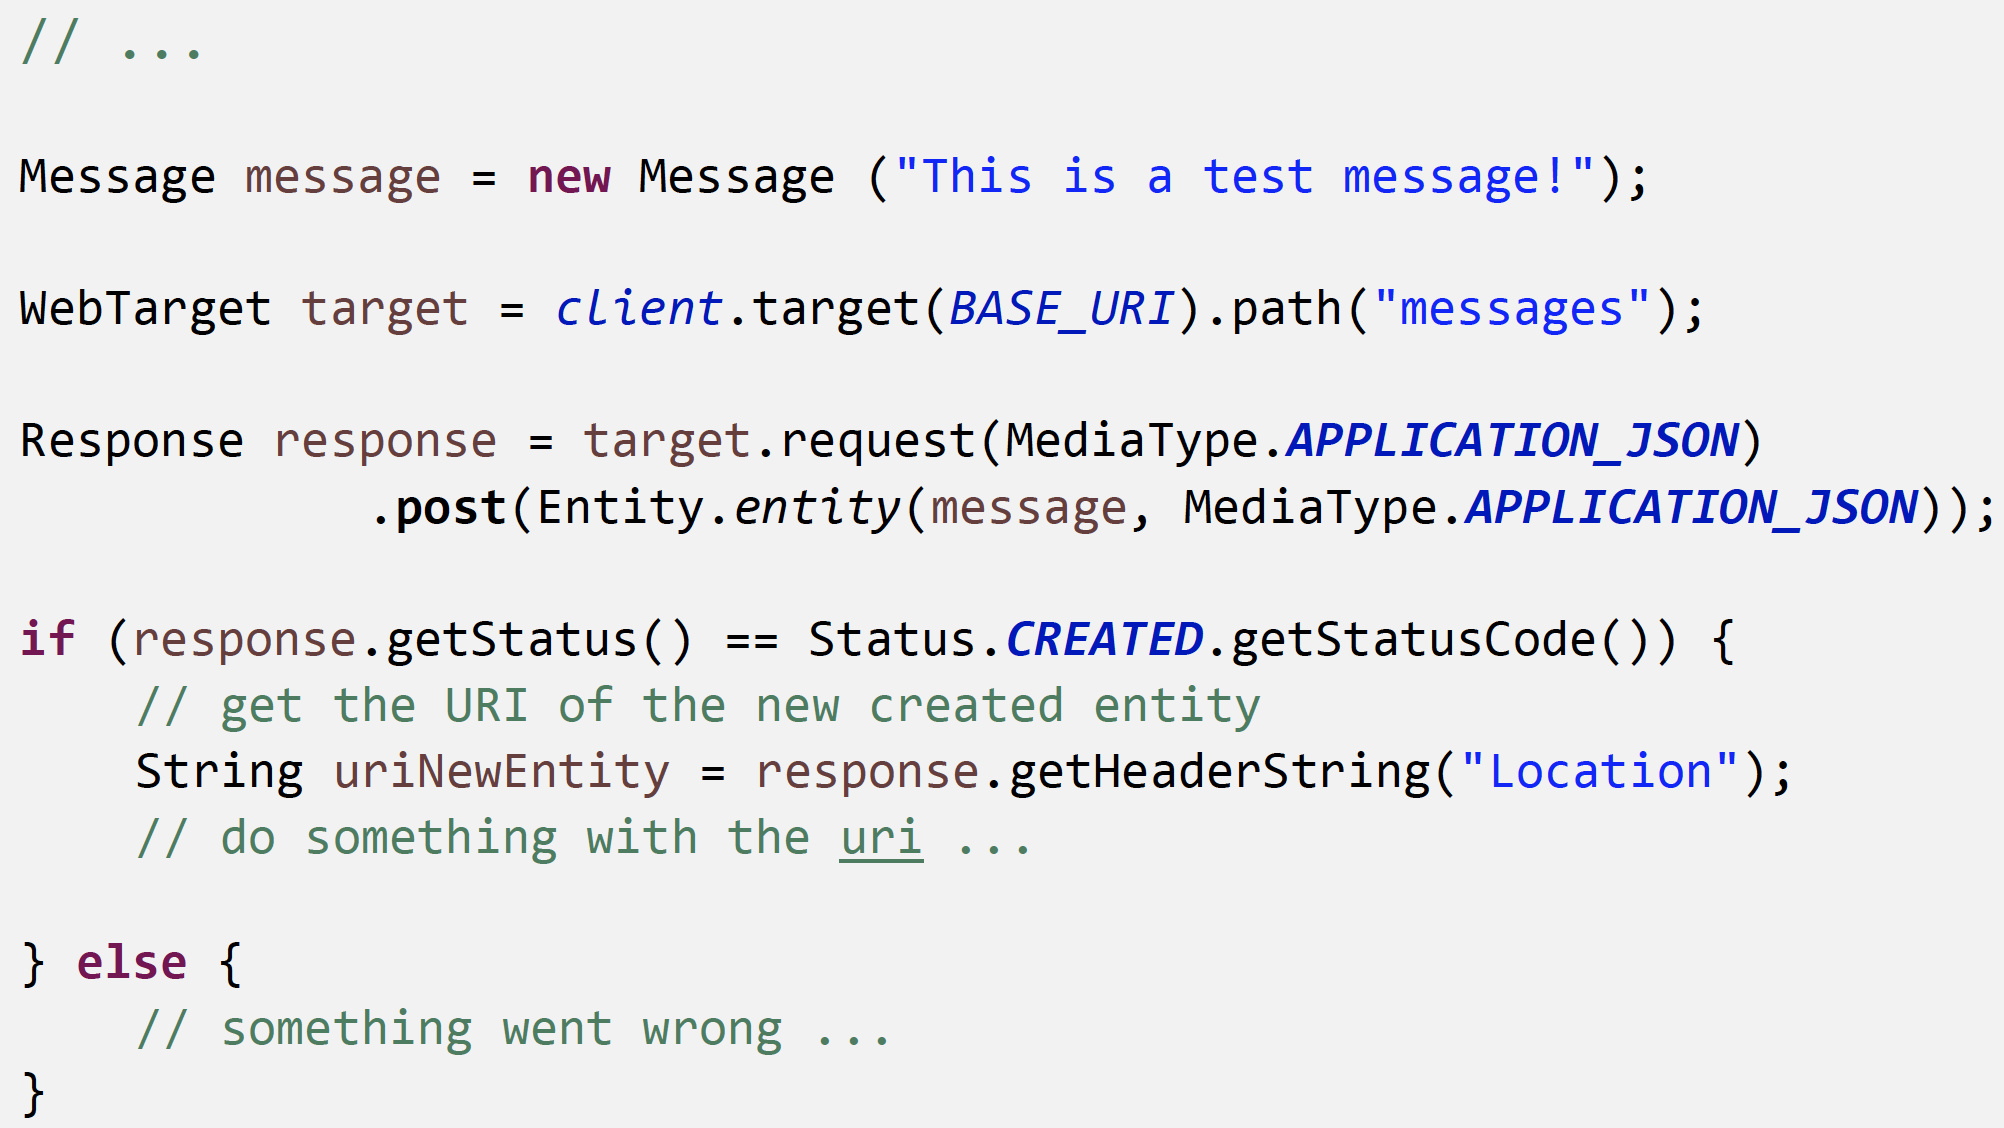 // ...
Message message = new Message ("This is a test message!");
WebTarget target = client.target(BASE_URI).path("messages");
Response response = target.request(MediaType.APPLICATION_JSON)
.post(Entity.entity(message, MediaType.APPLICATION_JSON));
if (response.getStatus() == Status.CREATED.getStatusCode()) {
// get the URI of the new created entity
String uriNewEntity = response.getHeaderString("Location");
// do something with the uri ...
} else {
// something went wrong ...
}